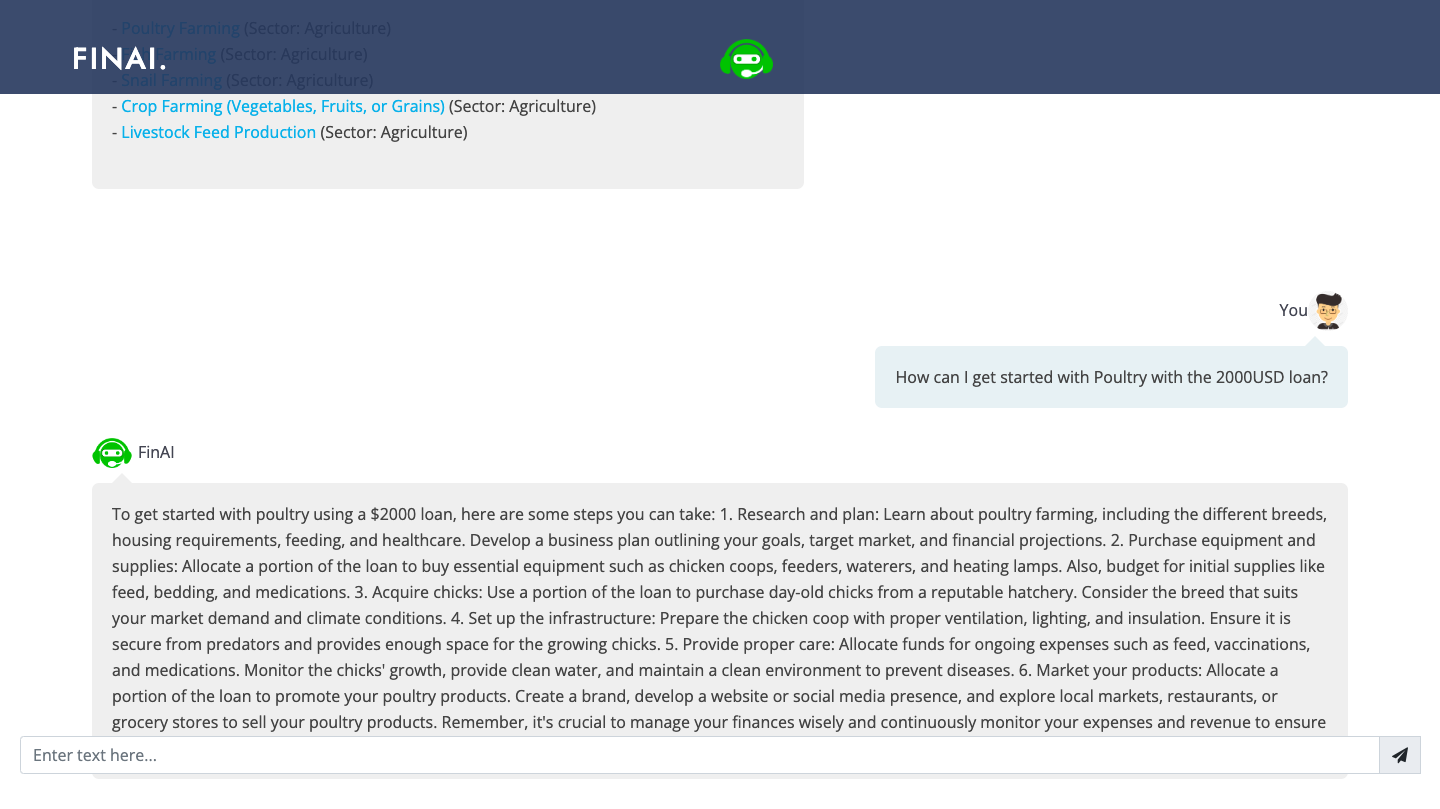 - Poultry Farming (Sector: Agriculture)
FINAI.
Farming (Sector: Agriculture)
- Snail Farming (Sector: Agriculture)
- Crop Farming (Vegetables, Fruits, or Grains) (Sector: Agriculture)
- Livestock Feed Production (Sector: Agriculture)
You
How can I get started with Poultry with the 2000USD loan?
FinAI
To get started with poultry using a $2000 loan, here are some steps you can take: 1. Research and plan: Learn about poultry farming, including the different breeds,
housing requirements, feeding, and healthcare. Develop a business plan outlining your goals, target market, and financial projections. 2. Purchase equipment and
supplies: Allocate a portion of the loan to buy essential equipment such as chicken coops, feeders, waterers, and heating lamps. Also, budget for initial supplies like
feed, bedding, and medications. 3. Acquire chicks: Use a portion of the loan to purchase day-old chicks from a reputable hatchery. Consider the breed that suits
your market demand and climate conditions. 4. Set up the infrastructure: Prepare the chicken coop with proper ventilation, lighting, and insulation. Ensure it is
secure from predators and provides enough space for the growing chicks. 5. Provide proper care: Allocate funds for ongoing expenses such as feed, vaccinations,
and medications. Monitor the chicks' growth, provide clean water, and maintain a clean environment to prevent diseases. 6. Market your products: Allocate a
portion of the loan to promote your poultry products. Create a brand, develop a website or social media presence, and explore local markets, restaurants, or
grocery stores to sell your poultry products. Remember, it's crucial to manage your finances wisely and continuously monitor your expenses and revenue to ensure
Enter text here...